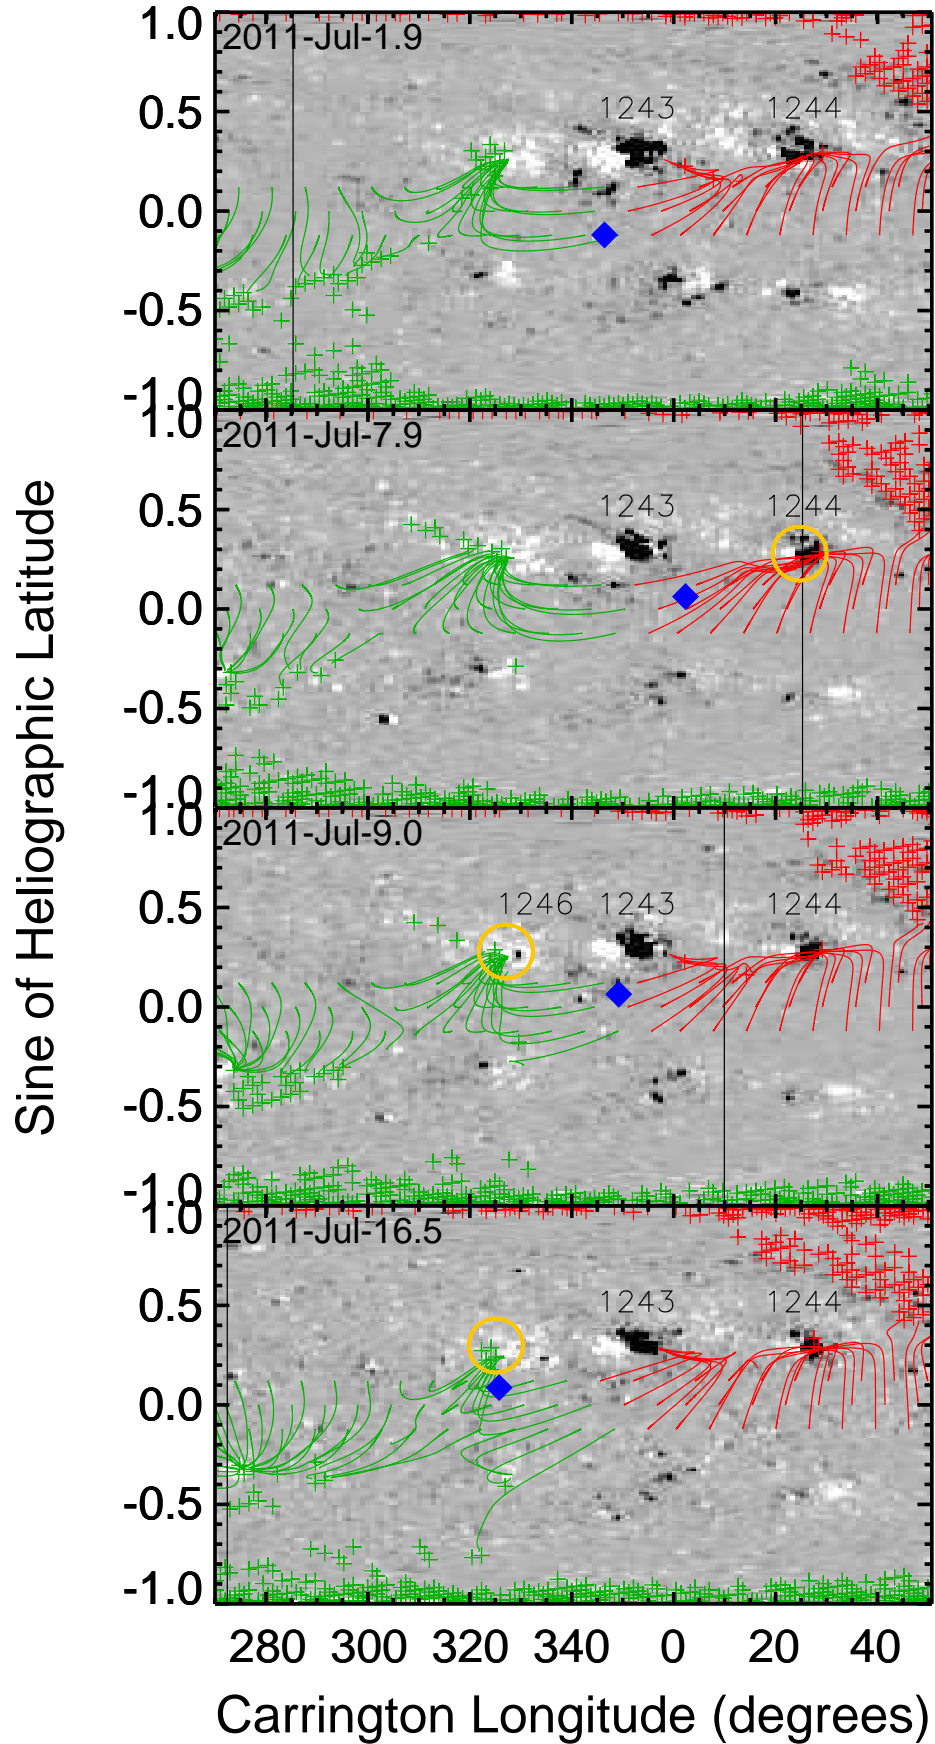 Sine of Heliographic Latitude
1.0
2011-Jul-1.9
1243 1244
0.5
0.0
-0.5
-1.0
1.0
2011-Jul-7.9
1243 1244
0.5
0.0
-0.5
-1.0
1.0
2011-Jul-9.0
1246 1243 1244
0.5
0.0
-0.5
-1.0
1.0
2011-Jul-16.5
1243 1244
0.5
0.0
-0.5
-1.0
280 300 320 340 0 20 40
Carrington Longitude (degrees)